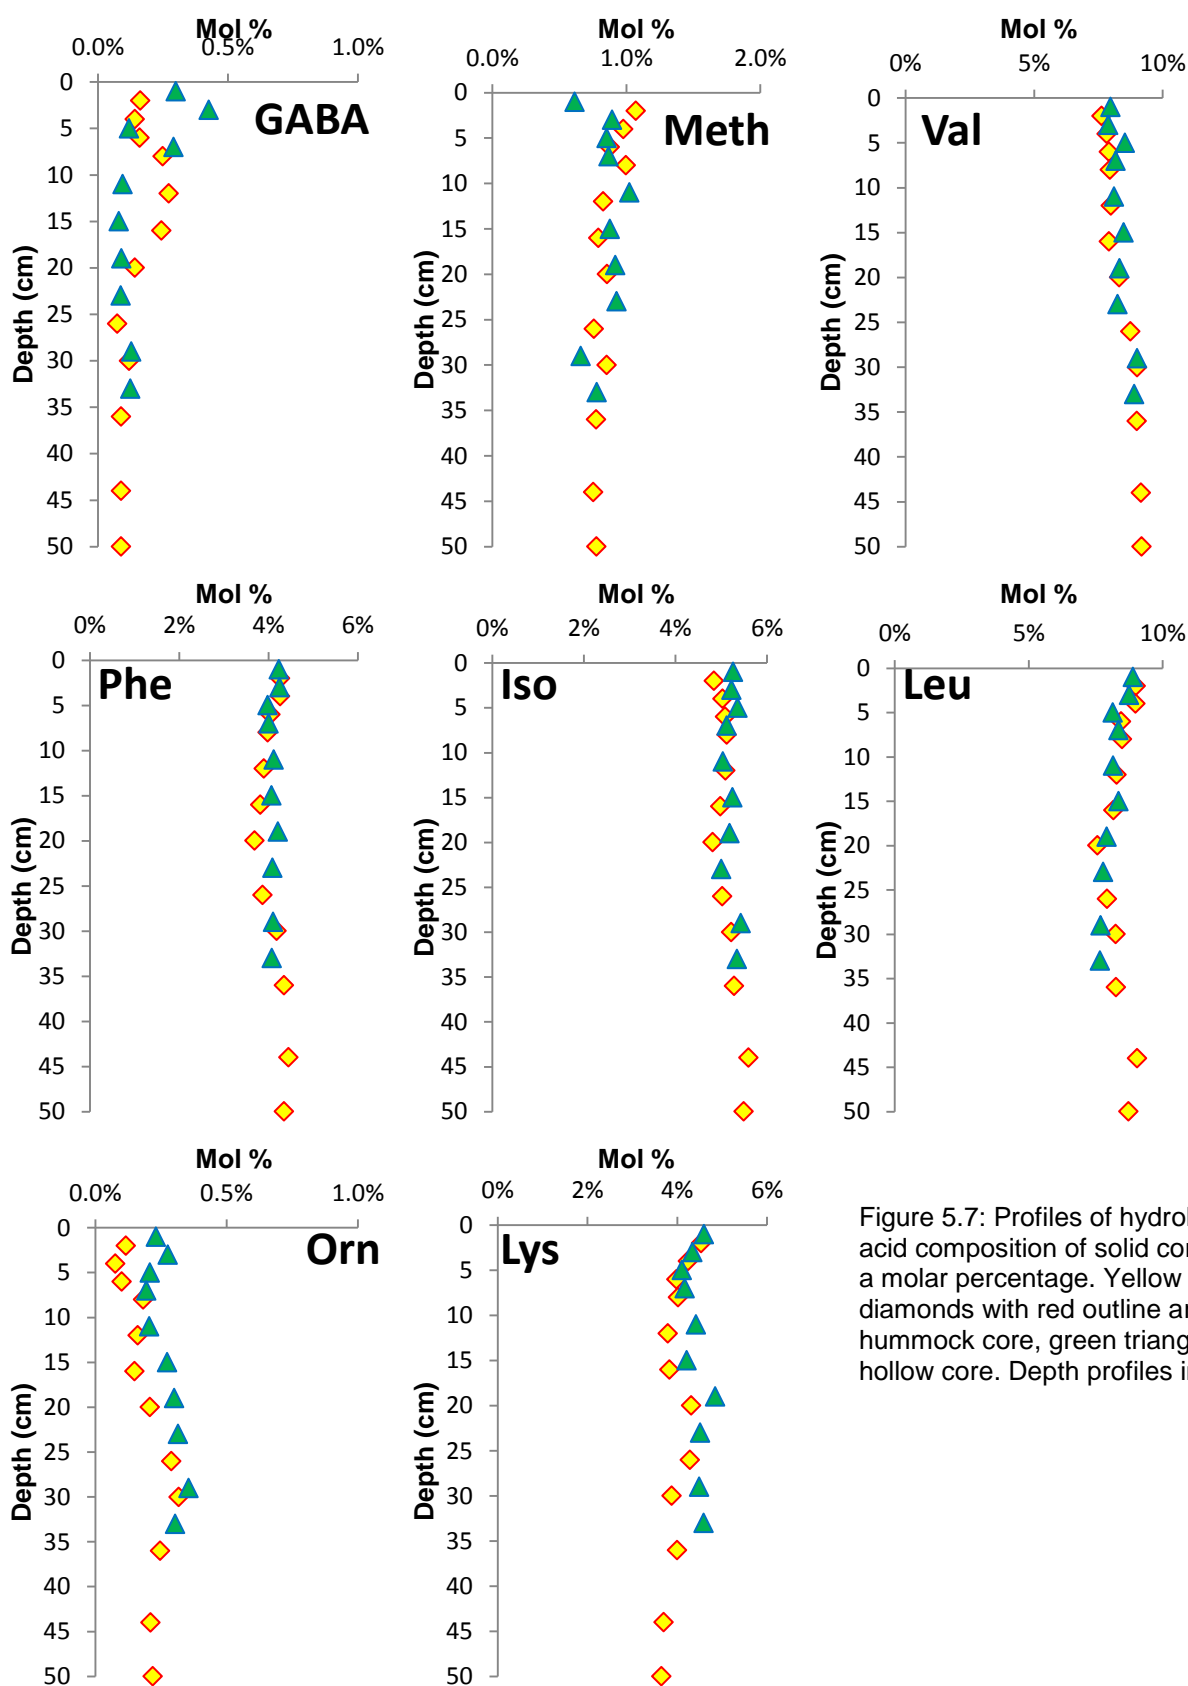 Mol %
0.0% 0.5% 1.0%
GABA
Depth (cm)
0
5
10
15
20
25
30
35
40
45
50
Mol %
0.0% 1.0% 2.0%
Meth
Depth (cm)
0
5
10
15
20
25
30
35
40
45
50
Mol %
0% 5% 10%
Val
Depth (cm)
0
5
10
15
20
25
30
35
40
45
50
Mol %
0% 2% 4% 6%
Phe
Depth (cm)
0
5
10
15
20
25
30
35
40
45
50
Mol %
0% 2% 4% 6%
Iso
Depth (cm)
0
5
10
15
20
25
30
35
40
45
50
Mol %
0% 5% 10%
Leu
Depth (cm)
0
5
10
15
20
25
30
35
40
45
50
Mol %
0.0% 0.5% 1.0%
Orn
Depth (cm)
0
5
10
15
20
25
30
35
40
45
50
Mol %
0% 2% 4% 6%
Lys
Depth (cm)
0
5
10
15
20
25
30
35
40
45
50
Figure 5.7: Profiles of
acid composition of solid
a molar percentage. Yellow
diamonds with red outline
hummock core, green
hollow core. Depth profiles